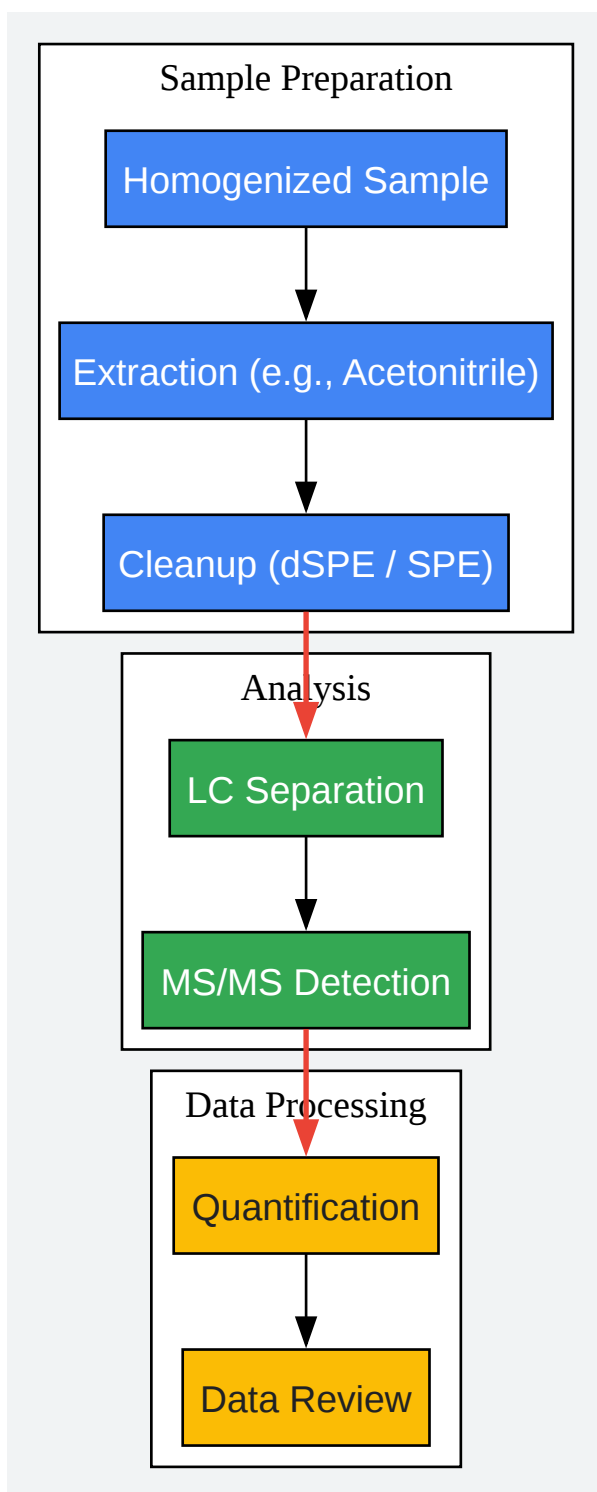 Sample Preparation
Homogenized Sample
Extraction (e.g., Acetonitrile)
Cleanup (dSPE / SPE)
Analysis
LC Separation
MS/MS Detection
Data Processing
Quantification
Data Review